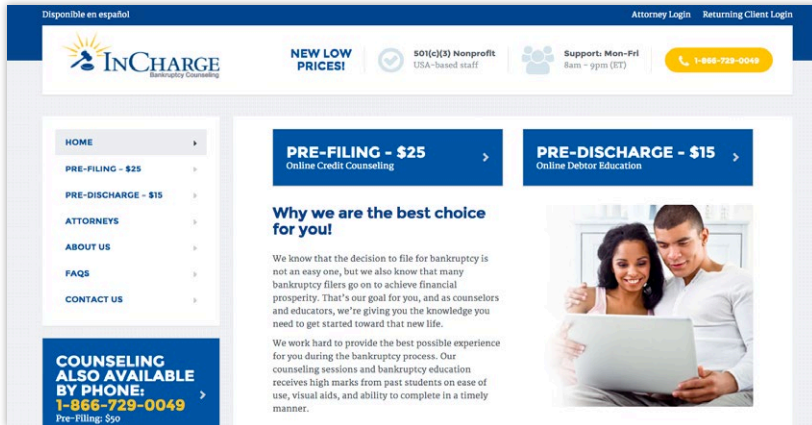 Disponible en español
Attorney Login Returning Client Login
INCHARGE
Bankruptcy Counseling
NEW LOW
PRICES!
501(c)(3) Nonprofit
USA-based staff
Support: Mon-Fri
8am - 9pm (ET)
1-866-729-0049
HOME
PRE-FILING - $25
PRE-DISCHARGE - $15
ATTORNEYS
ABOUT US
FAQS
CONTACT US
COUNSELING
ALSO AVAILABLE
BY PHONE:
1-866-729-0049
Pre-Filing: $50
PRE-FILING - $25
Online Credit Counseling
PRE-DISCHARGE - $15
Online Debtor Education
Why we are the best choice
for you!
We know that the decision to file for bankruptcy is
not an easy one, but we also know that many
bankruptcy filers go on to achieve financial
prosperity. That's our goal for you, and as counselors
and educators, we're giving you the knowledge you
need to get started toward that new life.
We work hard to provide the best possible experience
for you during the bankruptcy process. Our
counseling sessions and bankruptcy education
receives high marks from past students on ease of
use, visual aids, and ability to complete in a timely
manner.